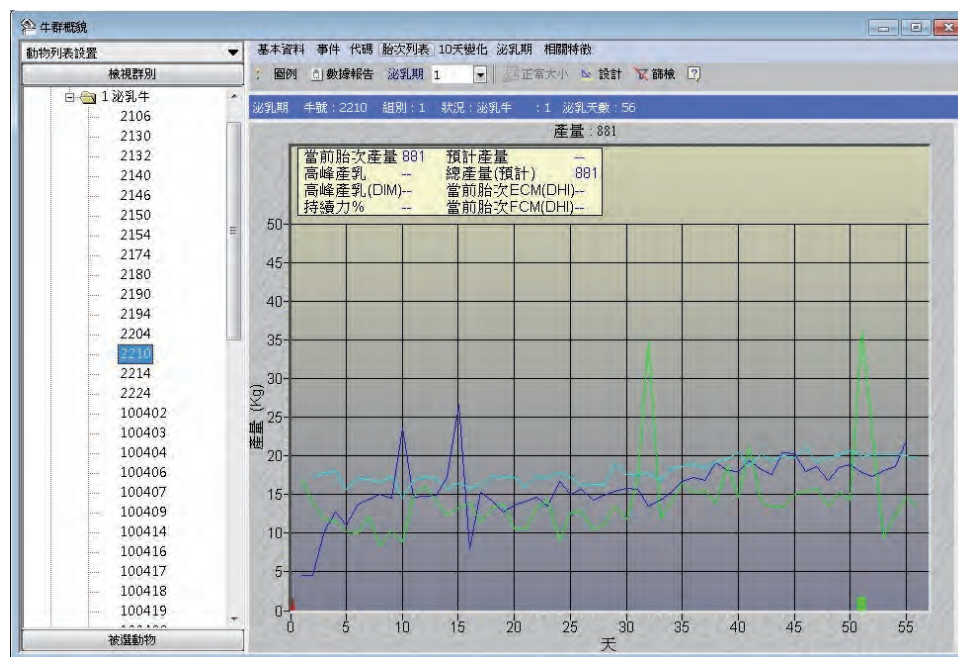 牛群概貌
動物列表設置
檢視群別
1 泌乳牛
2106
2130
2132
2140
2146
2150
2154
2174
2180
2190
2194
2204
2210
2214
2224
100402
100403
100404
100406
100407
100409
100414
100416
100417
100418
100419
被選動物
基本資料 事件 代碼 胎次列表 10天變化 泌乳期 相關特徵
圖例 數據報告 泌乳期 1 正常大小 設計 篩檢
泌乳期 牛號:2210 組別:1 狀況:泌乳牛 :1 泌乳天數:56
產量:881
當前胎次產量 881 預計產量 --
高峰產乳 -- 總產量(預計) 881
高峰產乳(DIM)-- 當前胎次ECM(DHI)--
持續力% -- 當前胎次FCM(DHI)--
產量 (Kg)
50
45
40
35
30
25
20
15
10
5
0
0 5 10 15 20 25 30 35 40 45 50 55
天